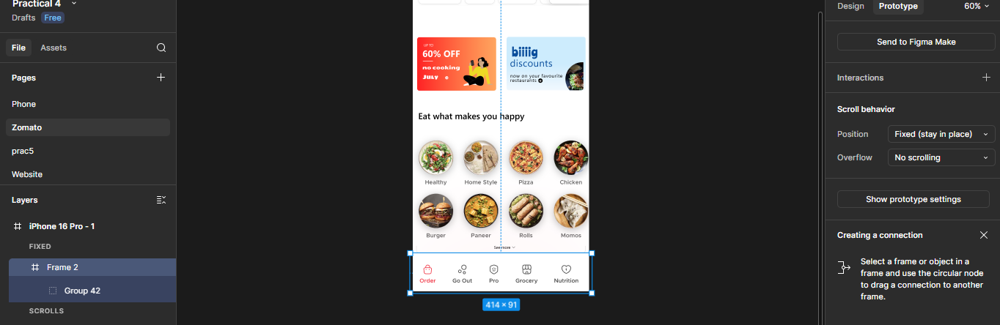 Practical 4
Drafts Free
File Assets
Pages
Phone
Zomato
prac5
Website
Layers
iPhone 16 Pro - 1
FIXED
Frame 2
Group 42
SCROLLS
UP TO
60% OFF
no cooking
JULY
biiiig
discounts
now on your favourite
restaurants
Eat what makes you happy
Healthy Home Style Pizza Chicken
Burger Paneer Rolls Momos
See more
Order Go Out Pro Grocery Nutrition
414 × 91
Design Prototype 60%
Send to Figma Make
Interactions
Scroll behavior
Position Fixed (stay in place)
Overflow No scrolling
Show prototype settings
Creating a connection
Select a frame or object in a
frame and use the circular node
to drag a connection to another
frame.